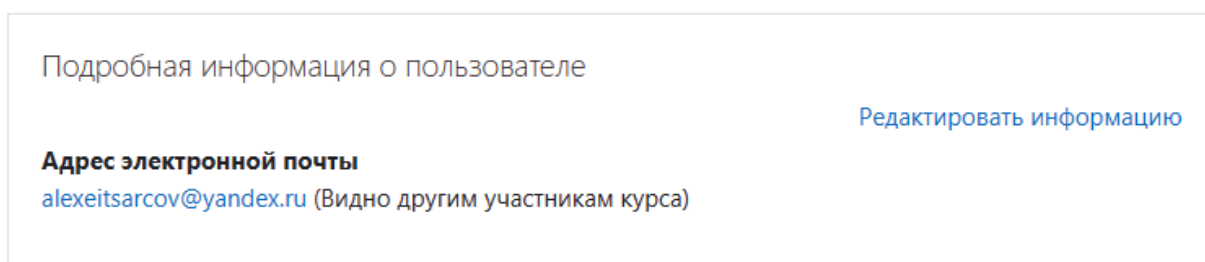 Подробная информация о пользователе
Редактировать информацию
Адрес электронной почты
alexeitsarcov@yandex.ru (Видно другим участникам курса)